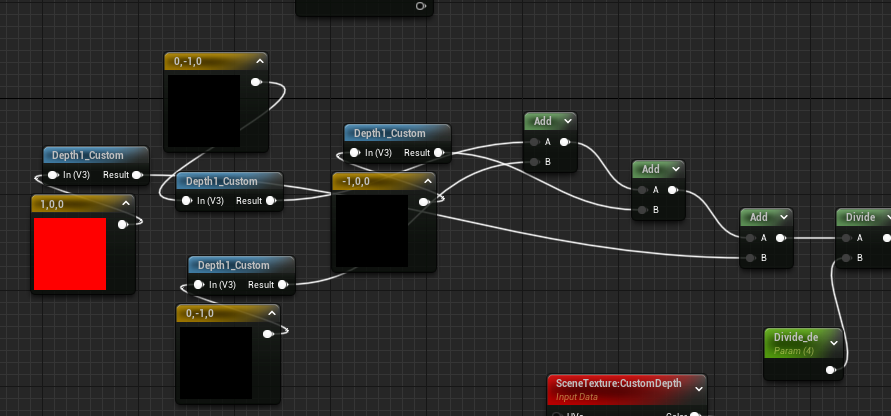 0,-1,0
Add
A
B
Depth1_Custom
In (V3) Result
Depth1_Custom
In (V3) Result
Add
A
B
Depth1_Custom
In (V3) Result
-1,0,0
1,0,0
Add
A
B
Divide
A
B
Depth1_Custom
In (V3) Result
0,-1,0
Divide_de
Param (4)
SceneTexture:CustomDepth
Input Data
UVs Color